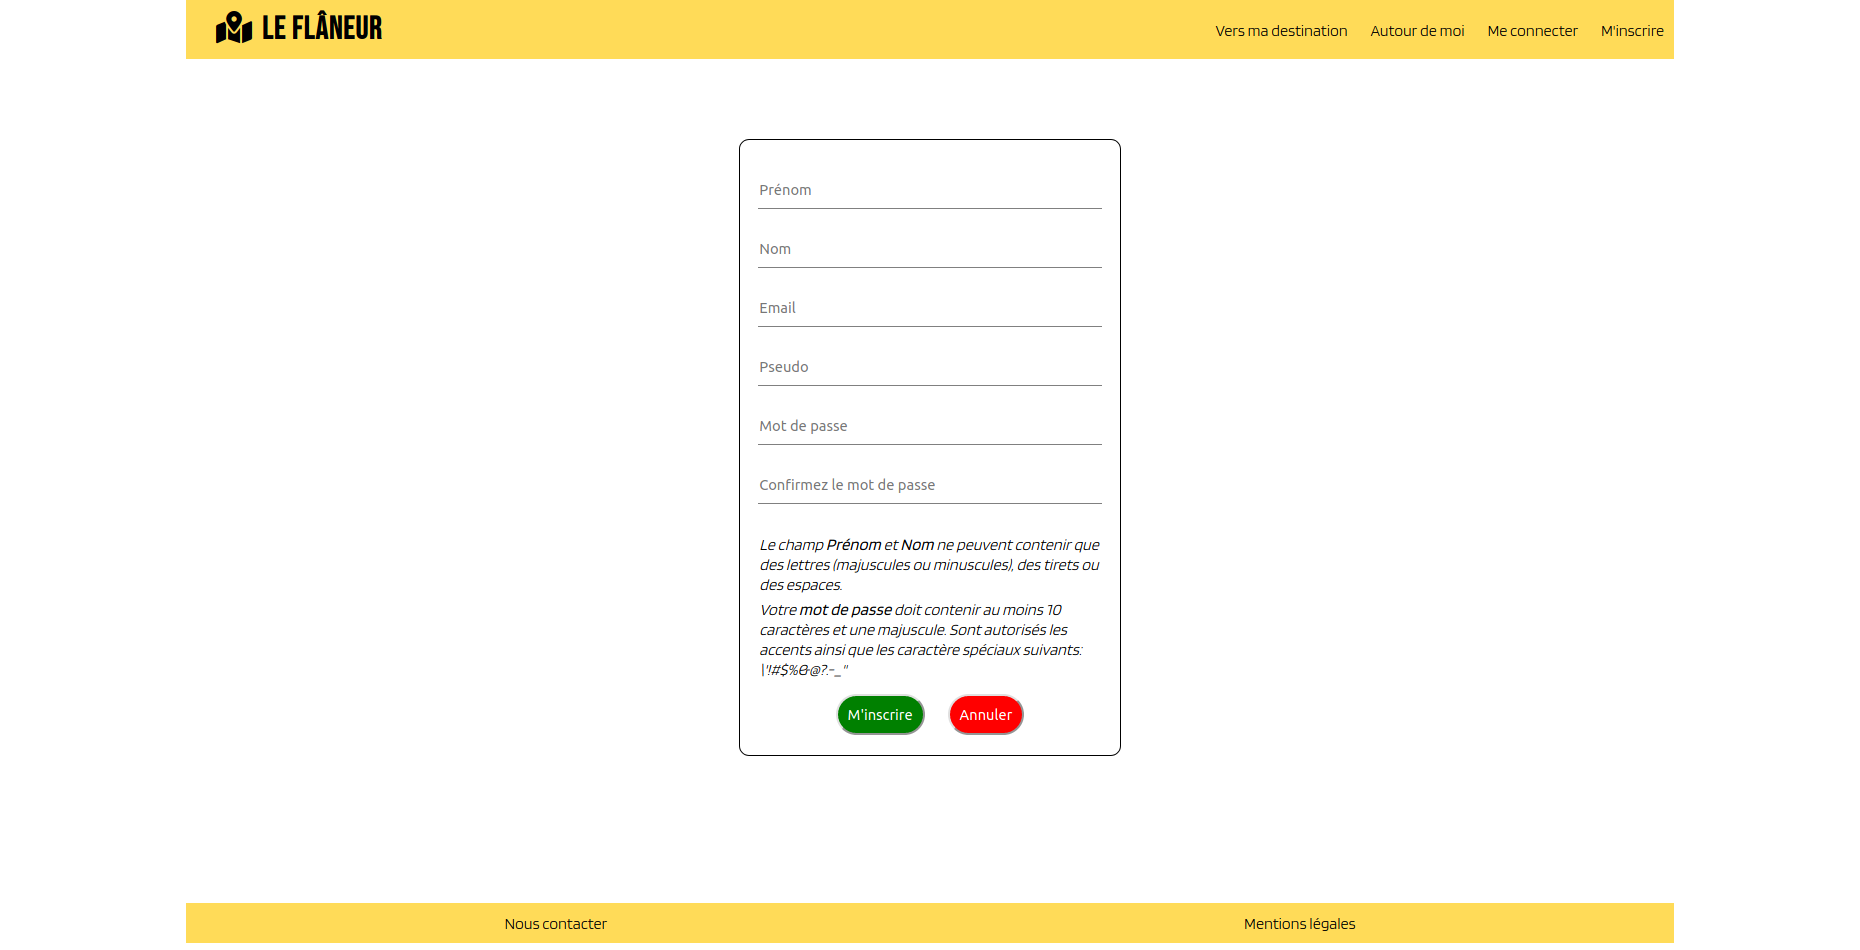 LE FLÂNEUR
Vers ma destination
Autour de moi
Me connecter
M'inscrire
Prénom
Nom
Email
Pseudo
Mot de passe
Confirmez le mot de passe
Le champ Prénom et Nom ne peuvent contenir que
des lettres (majuscules ou minuscules), des tirets ou
des espaces.
Votre mot de passe doit contenir au moins 10
caractères et une majuscule. Sont autorisés les
accents ainsi que les caractère spéciaux suivants:
\'!#$%&@?.-_"
M'inscrire
Annuler
Nous contacter
Mentions légales